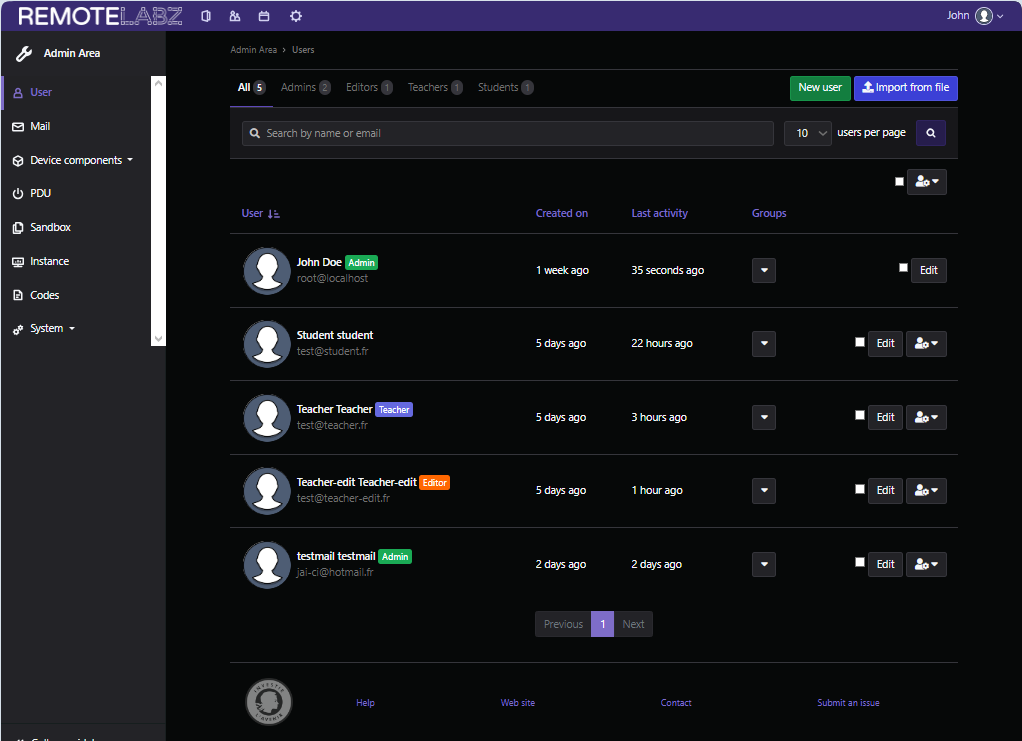 REMOTELABZ
John
Admin Area
User
Mail
Device components
PDU
Sandbox
Instance
Codes
System
Admin Area › Users
All 5 Admins 2 Editors 1 Teachers 1 Students 1
New user Import from file
Search by name or email
10 users per page
User Created on Last activity Groups
John Doe Admin
root@localhost
1 week ago 35 seconds ago Edit
Student student
test@student.fr
5 days ago 22 hours ago Edit
Teacher Teacher Teacher
test@teacher.fr
5 days ago 3 hours ago Edit
Teacher-edit Teacher-edit Editor
test@teacher-edit.fr
5 days ago 1 hour ago Edit
testmail testmail Admin
jai-ci@hotmail.fr
2 days ago 2 days ago Edit
Previous 1 Next
INVESTIR
L'AVENIR
Help Web site Contact Submit an issue